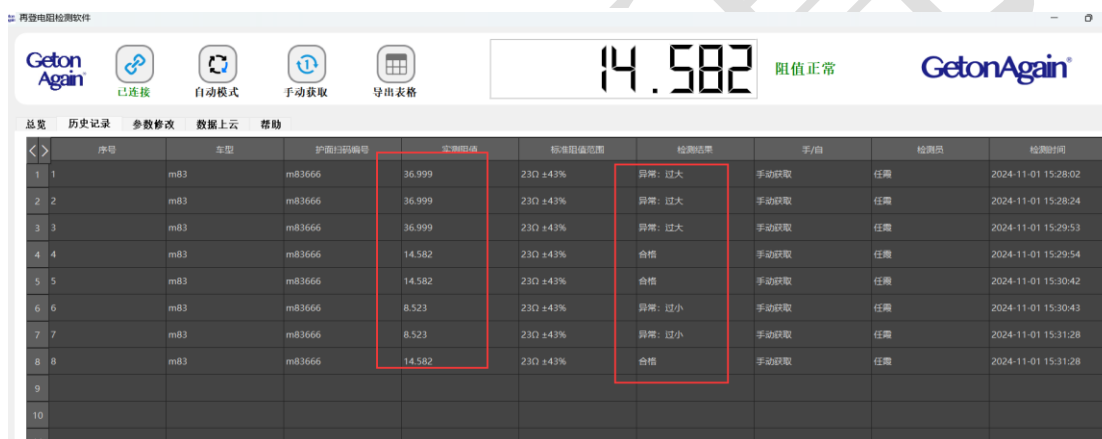 再登电阻检测软件
Geton
Again
已连接
自动模式
手动获取
导出表格
14.582
阻值正常
GetonAgain®
总览 历史记录 参数修改 数据上云 帮助
序号 车型 护面扫码编号 实测阻值 标准阻值范围 检测结果 手/自 检测员 检测时间
1 1 m83 m83666 36.999 23Ω ±43% 异常：过大 手动获取 任霞 2024-11-01 15:28:02
2 2 m83 m83666 36.999 23Ω ±43% 异常：过大 手动获取 任霞 2024-11-01 15:28:24
3 3 m83 m83666 36.999 23Ω ±43% 异常：过大 手动获取 任霞 2024-11-01 15:29:53
4 4 m83 m83666 14.582 23Ω ±43% 合格 手动获取 任霞 2024-11-01 15:29:54
5 5 m83 m83666 14.582 23Ω ±43% 合格 手动获取 任霞 2024-11-01 15:30:42
6 6 m83 m83666 8.523 23Ω ±43% 异常：过小 手动获取 任霞 2024-11-01 15:30:43
7 7 m83 m83666 8.523 23Ω ±43% 异常：过小 手动获取 任霞 2024-11-01 15:31:28
8 8 m83 m83666 14.582 23Ω ±43% 合格 手动获取 任霞 2024-11-01 15:31:28
9
10